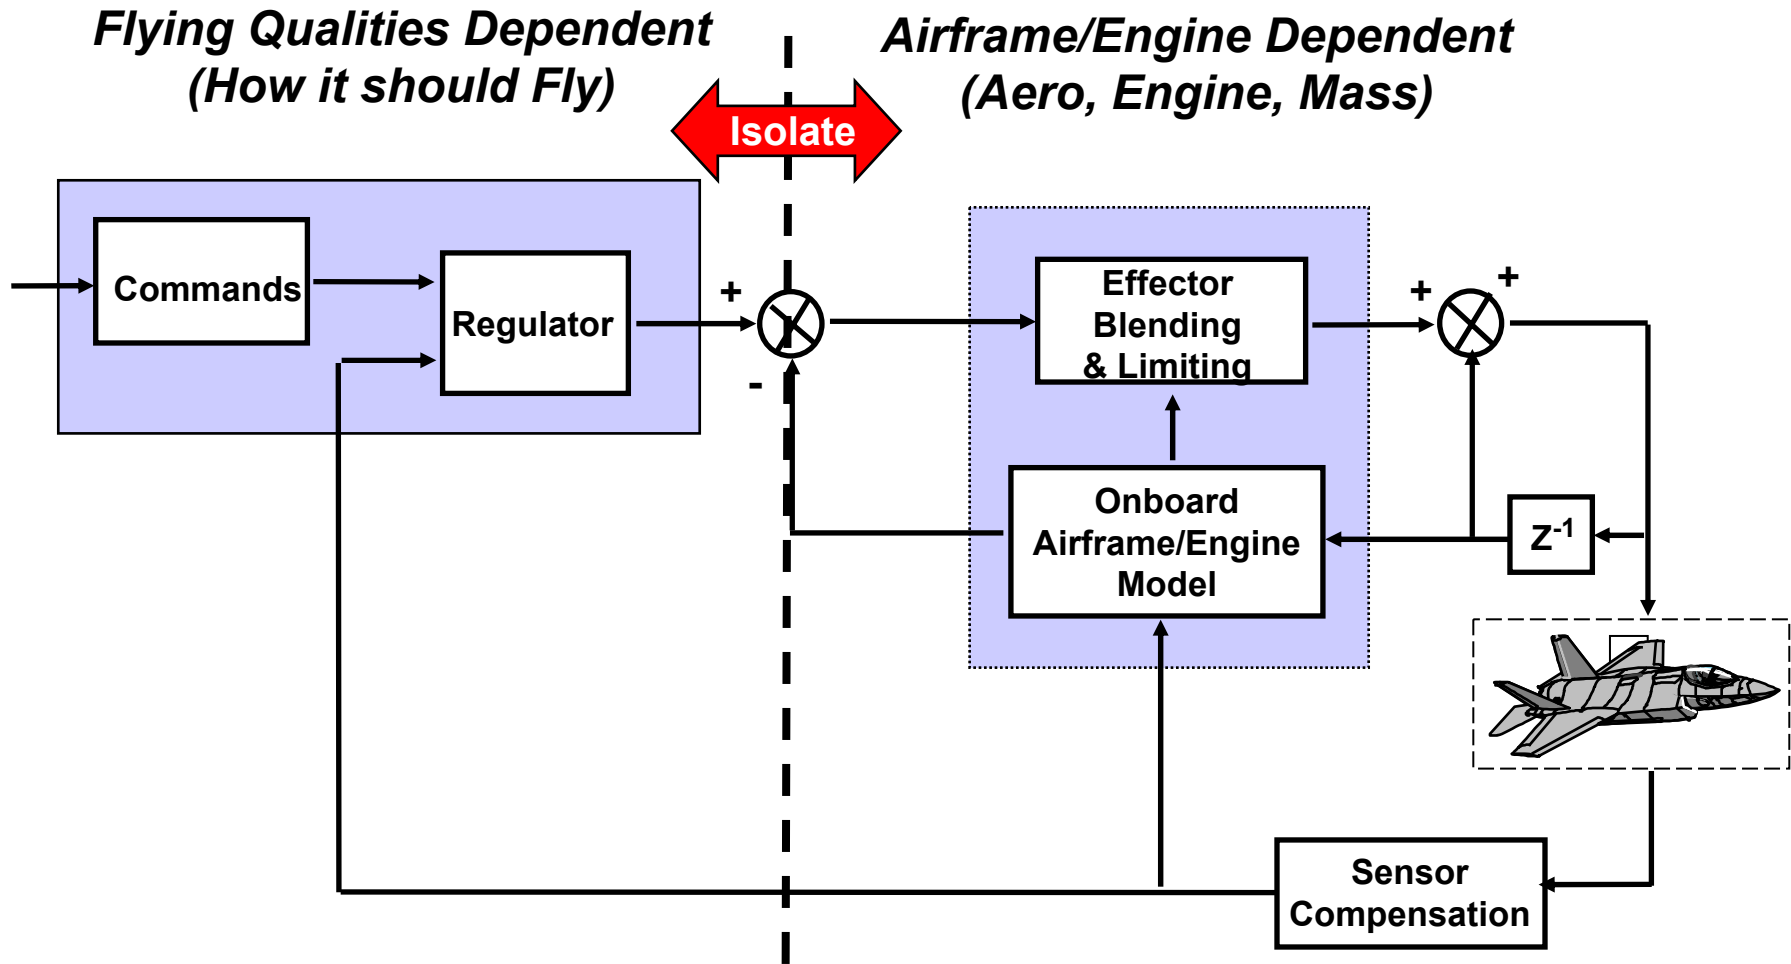 Flying Qualities Dependent
(How it should Fly)
Airframe/Engine Dependent
(Aero, Engine, Mass)
Isolate
Commands
Regulator
+
-
Effector
Blending
& Limiting
+
+
Onboard
Airframe/Engine
Model
Z-1
Sensor
Compensation